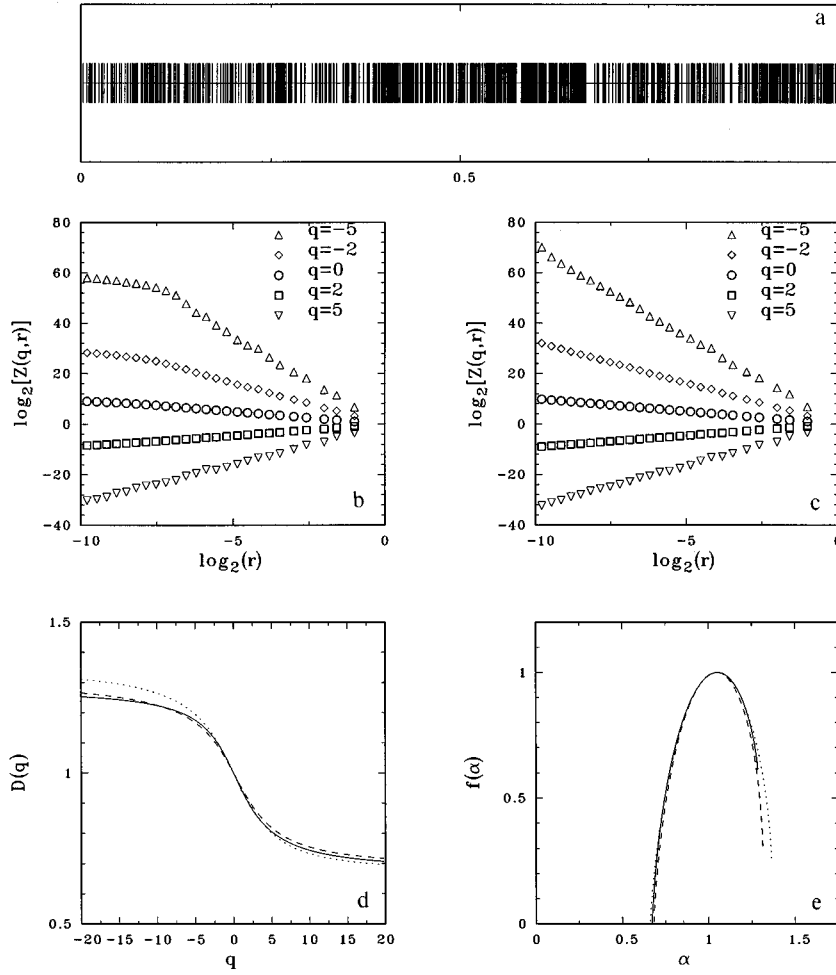 a
0 0.5
80 60 40 20 0 −20 −40
log2[Z(q,r)]
q=−5
q=−2
q=0
q=2
q=5
b
−10 −5 0
log2(r)
80 60 40 20 0 −20 −40
log2[Z(q,r)]
q=−5
q=−2
q=0
q=2
q=5
c
−10 −5 0
log2(r)
1.5 1 0.5
D(q)
d
−20 −15 −10 −5 0 5 10 15 20
q
1 0.5 0
f(α)
e
0 0.5 1 1.5
α